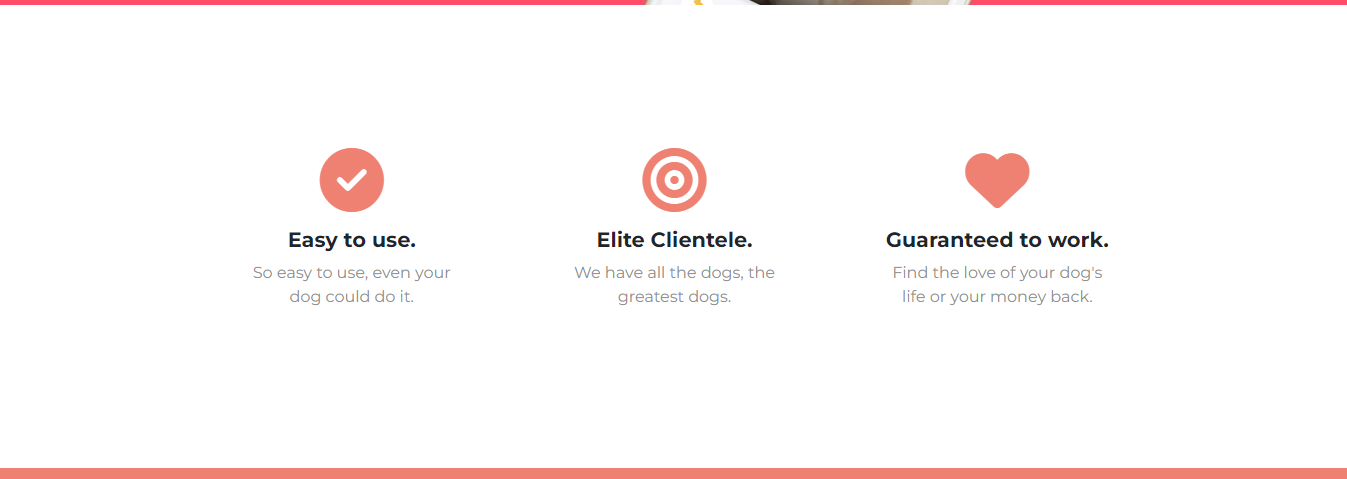 Easy to use.
So easy to use, even your
dog could do it.
Elite Clientele.
We have all the dogs, the
greatest dogs.
Guaranteed to work.
Find the love of your dog's
life or your money back.